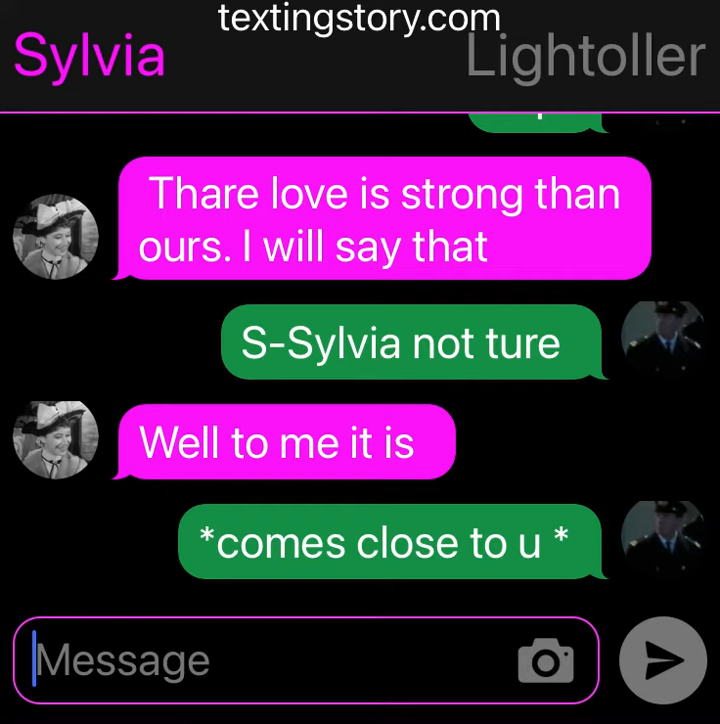 textingstory.com
Sylvia
Lightoller
Thare love is strong than
ours. I will say that
S-Sylvia not ture
Well to me it is
*comes close to u *
Message